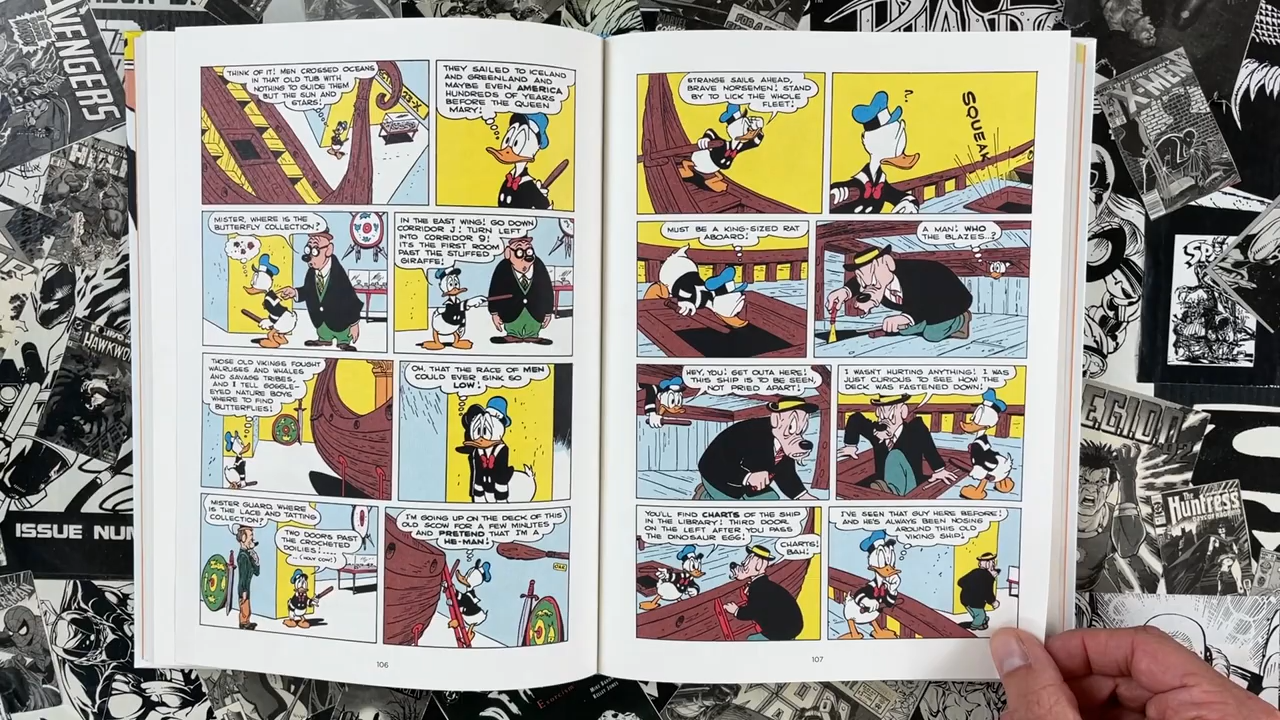 THINK OF IT! MEN CROSSED OCEANS
IN THAT OLD TUB WITH
NOTHING TO GUIDE THEM
BUT THE SUN AND
STARS!
THEY SAILED TO ICELAND
AND GREENLAND AND
MAYBE EVEN AMERICA
HUNDREDS OF YEARS
BEFORE THE QUEEN
MARY!
MISTER, WHERE IS THE
BUTTERFLY COLLECTION?
IN THE EAST WING! GO DOWN
CORRIDOR J! TURN LEFT
INTO CORRIDOR 9!
IT'S THE FIRST ROOM
PAST THE STUFFED
GIRAFFE!
THOSE OLD VIKINGS FOUGHT
WALRUSES AND WHALES
AND SAVAGE TRIBES,
AND I TELL GOGGLE-
EYED NATURE BOYS
WHERE TO FIND
BUTTERFLIES!
OH, THAT THE RACE OF MEN
COULD EVER SINK SO
LOW!
MISTER GUARD, WHERE
IS THE LACE AND TATTING
COLLECTION?
TWO DOORS PAST
THE CROCHETED
DOILIES!....
(HOLY COW!)
I'M GOING UP ON THE DECK OF THIS
OLD SCOW FOR A FEW MINUTES
AND PRETEND THAT I'M A
HE-MAN!
OAR
106
STRANGE SAILS AHEAD,
BRAVE NORSEMEN! STAND
BY TO LICK THE WHOLE
FLEET!
?
SQUEAK
MUST BE A KING-SIZED RAT
ABOARD!
A MAN! WHO
THE BLAZES..?
HEY, YOU! GET OUTA HERE!
THIS SHIP IS TO BE SEEN,
NOT PRIED APART!
I WASN'T HURTING ANYTHING! I WAS
JUST CURIOUS TO SEE HOW THE
DECK WAS FASTENED DOWN!
YOU'LL FIND CHARTS OF THE SHIP
IN THE LIBRARY! THIRD DOOR
ON THE LEFT AFTER YOU PASS
THE DINOSAUR EGG!
CHARTS!
BAH!
I'VE SEEN THAT GUY HERE BEFORE!
AND HE'S ALWAYS BEEN NOSING
AROUND THIS OLD
VIKING SHIP!
107
AVENGERS
HAWKWO
ISSUE NUM
X-MEN
LEGION
'92
The
Huntress
Exorcism